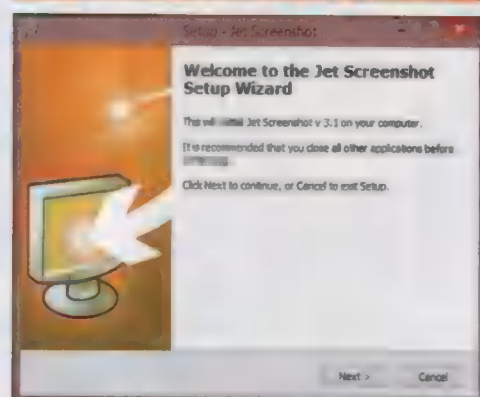 Setup - Jet Screenshot
Welcome to the Jet Screenshot
Setup Wizard
This will Jet Screenshot v 3.1 on your computer.
It is recommended that you close all other applications before
Click Next to continue, or Cancel to exit Setup.
Next >
Cancel